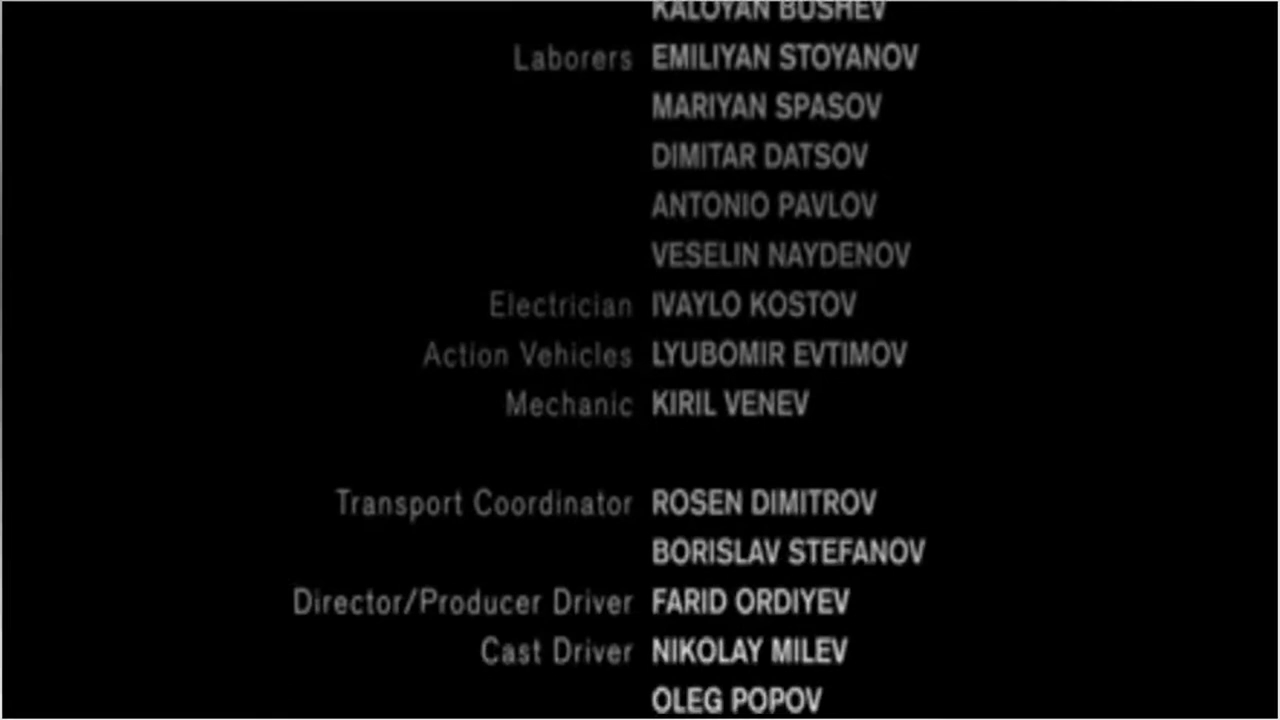 KALOYAN BUSHEV
Laborers EMILIYAN STOYANOV
MARIYAN SPASOV
DIMITAR DATSOV
ANTONIO PAVLOV
VESELIN NAYDENOV
Electrician IVAYLO KOSTOV
Action Vehicles LYUBOMIR EVTIMOV
Mechanic KIRIL VENEV
Transport Coordinator ROSEN DIMITROV
BORISLAV STEFANOV
Director/Producer Driver FARID ORDIYEV
Cast Driver NIKOLAY MILEV
OLEG POPOV